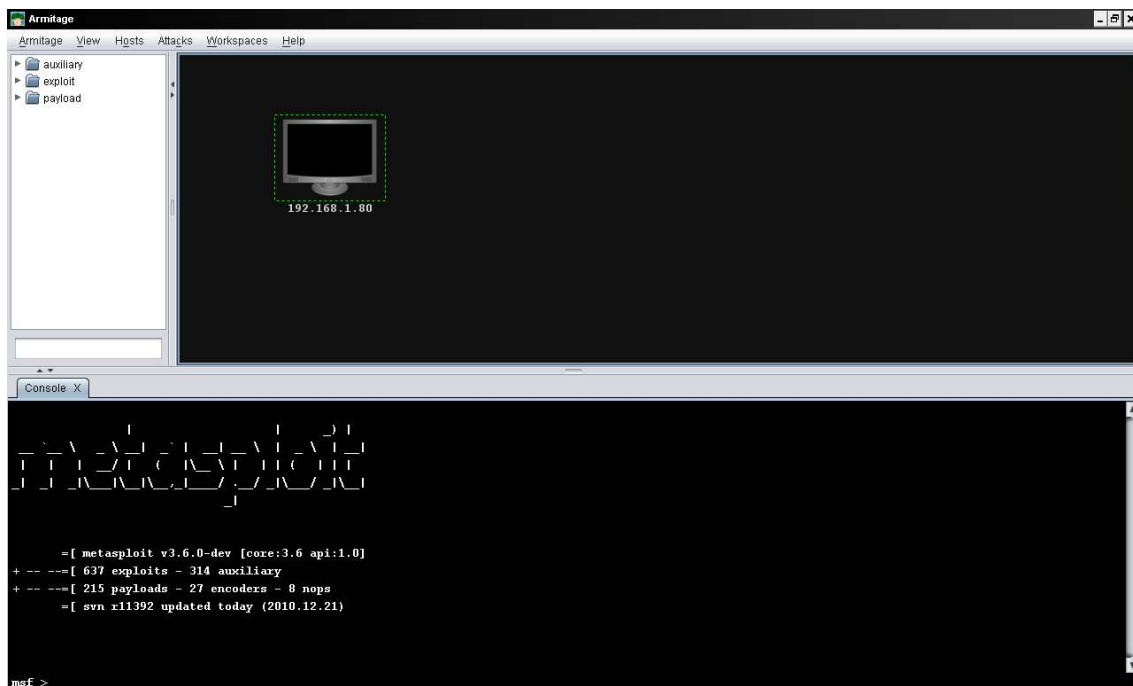 Armitage
Armitage View Hosts Attacks Workspaces Help
auxiliary
exploit
payload
192.168.1.80
Console X
metasploit
=[ metasploit v3.6.0-dev [core:3.6 api:1.0]
+ -- --=[ 637 exploits - 314 auxiliary
+ -- --=[ 215 payloads - 27 encoders - 8 nops
=[ svn r11392 updated today (2010.12.21)
msf >